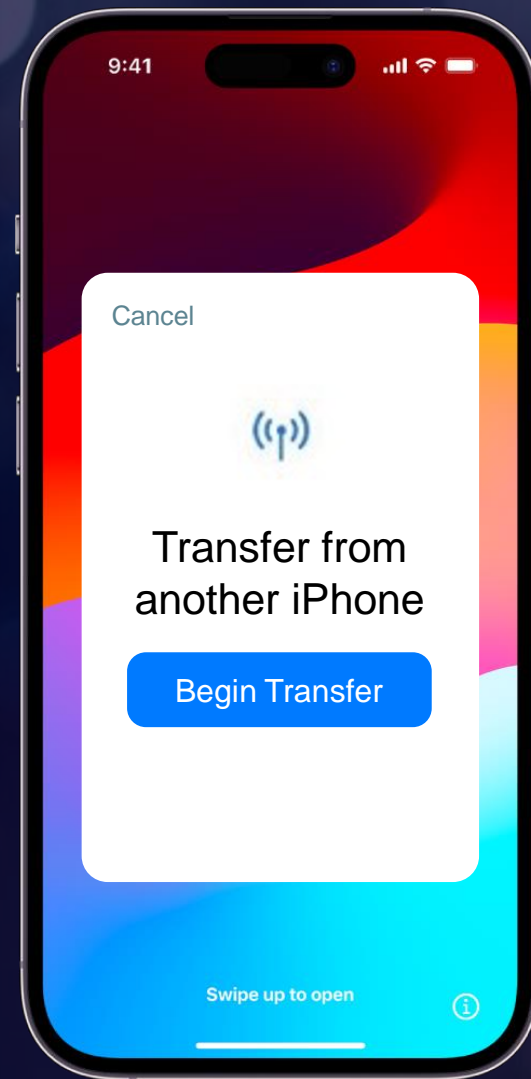 9:41
Cancel
Transfer from
another iPhone
Begin Transfer
Swipe up to open